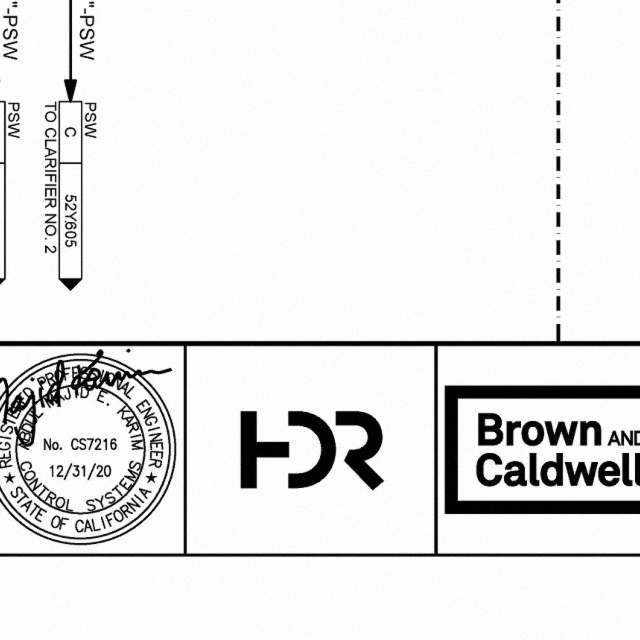 "-PSW
"-PSW
PSW
PSW
C
52Y605
TO CLARIFIER NO. 2
REGISTERED PROFESSIONAL ENGINEER
ABDUL MAJID E. KARIM
No. CS7216
12/31/20
CONTROL SYSTEMS
★ STATE OF CALIFORNIA ★
HDR
Brown AND
Caldwell